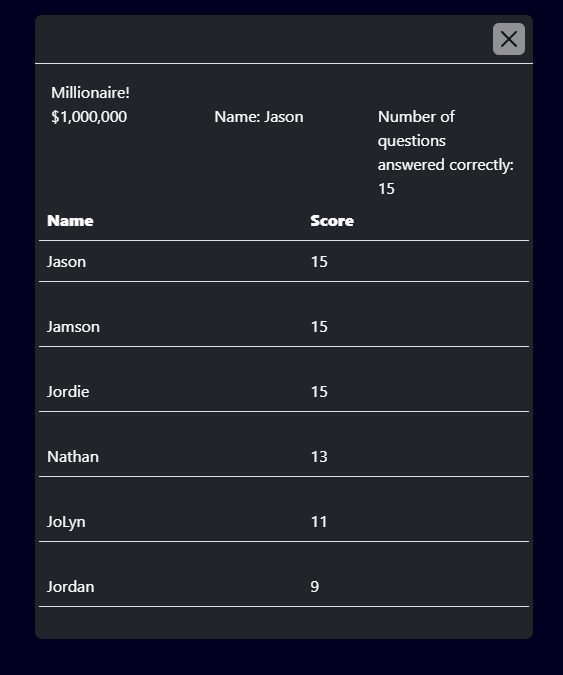 Millionaire!
$1,000,000
Name: Jason
Number of
questions
answered correctly:
15
Name Score
Jason 15
Jamson 15
Jordie 15
Nathan 13
JoLyn 11
Jordan 9